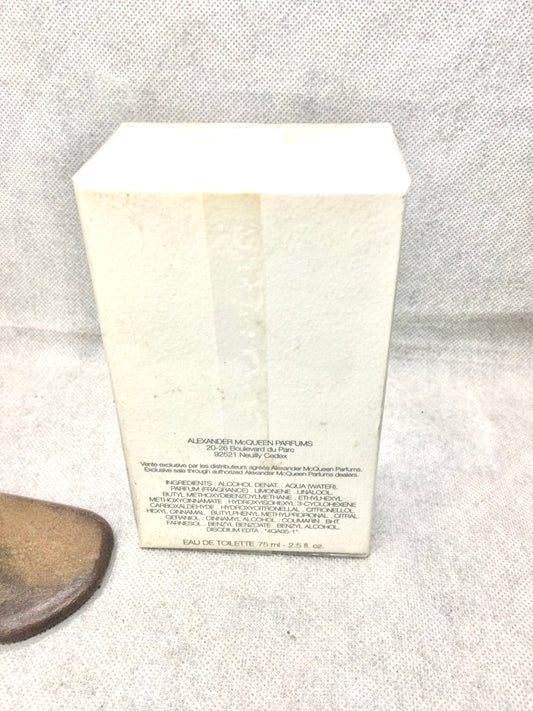 ALEXANDER McQUEEN PARFUMS
20-26 Boulevard du Parc
92521 Neuilly Cedex
Vente exclusive par les distributeurs agréés Alexander McQueen Parfums.
Exclusive sale through authorized Alexander McQueen Parfums dealers.
INGREDIENTS : ALCOHOL DENAT., AQUA (WATER),
PARFUM (FRAGRANCE), LIMONENE, LINALOOL,
BUTYL METHOXYDIBENZOYLMETHANE, ETHYLHEXYL
METHOXYCINNAMATE, HYDROXYISOHEXYL 3-CYCLOHEXENE
CARBOXALDEHYDE, HYDROXYCITRONELLAL, CITRONELLOL,
HEXYL CINNAMAL, BUTYLPHENYL METHYLPROPIONAL, CITRAL,
GERANIOL, CINNAMYL ALCOHOL, COUMARIN, BHT,
FARNESOL, BENZYL BENZOATE, BENZYL ALCOHOL,
DISODIUM EDTA. "4QA05-1"
EAU DE TOILETTE 75 ml - 2.5 fl. oz.